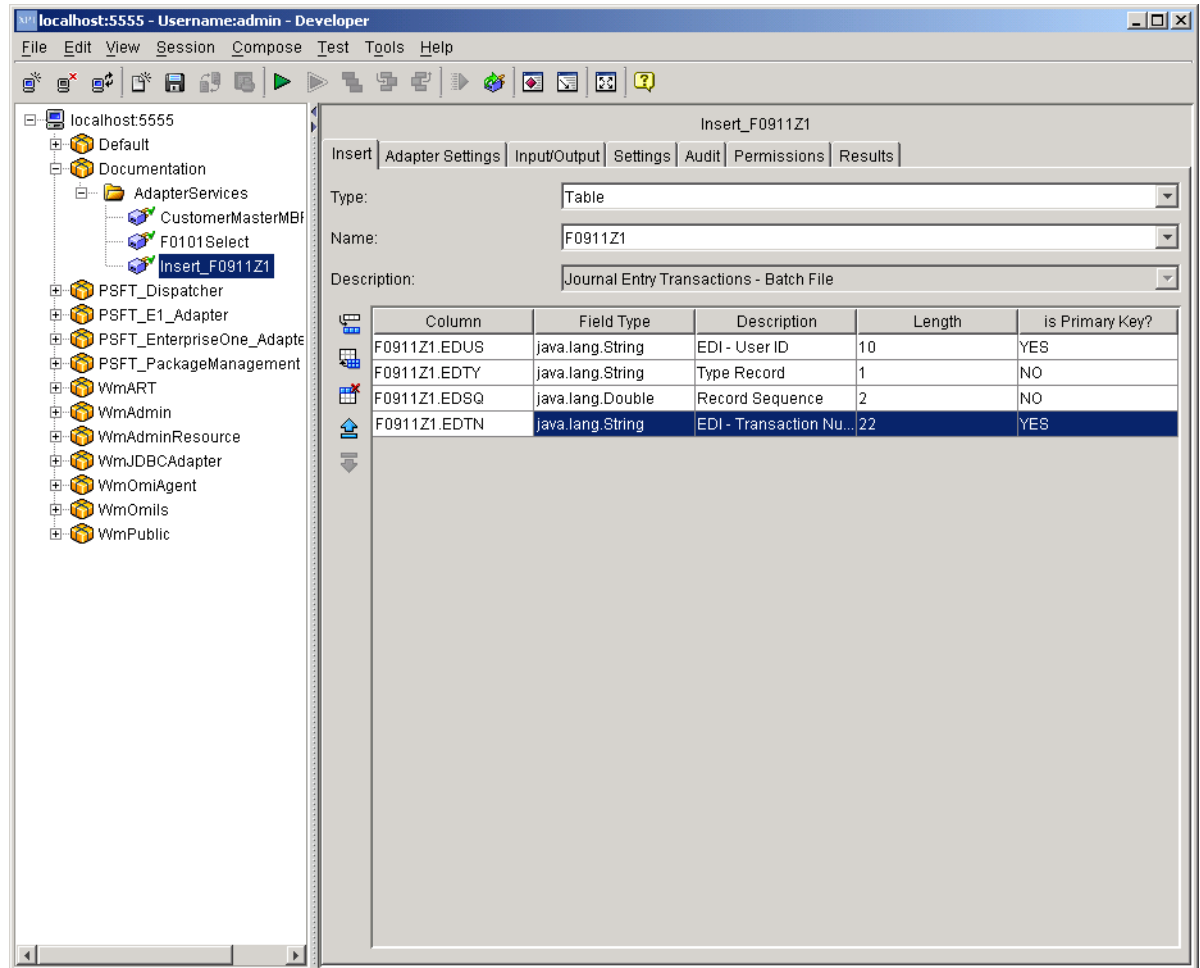 XPI localhost:5555 - Username:admin - Developer
File Edit View Session Compose Test Tools Help
localhost:5555
Default
Documentation
AdapterServices
CustomerMasterMBF
F0101Select
Insert_F0911Z1
PSFT_Dispatcher
PSFT_E1_Adapter
PSFT_EnterpriseOne_Adapte
PSFT_PackageManagement
WmART
WmAdmin
WmAdminResource
WmJDBCAdapter
WmOmiAgent
WmOmils
WmPublic
Insert_F0911Z1
Insert Adapter Settings Input/Output Settings Audit Permissions Results
Type: Table
Name: F0911Z1
Description: Journal Entry Transactions - Batch File
Column Field Type Description Length is Primary Key?
F0911Z1.EDUS java.lang.String EDI - User ID 10 YES
F0911Z1.EDTY java.lang.String Type Record 1 NO
F0911Z1.EDSQ java.lang.Double Record Sequence 2 NO
F0911Z1.EDTN java.lang.String EDI - Transaction Nu... 22 YES